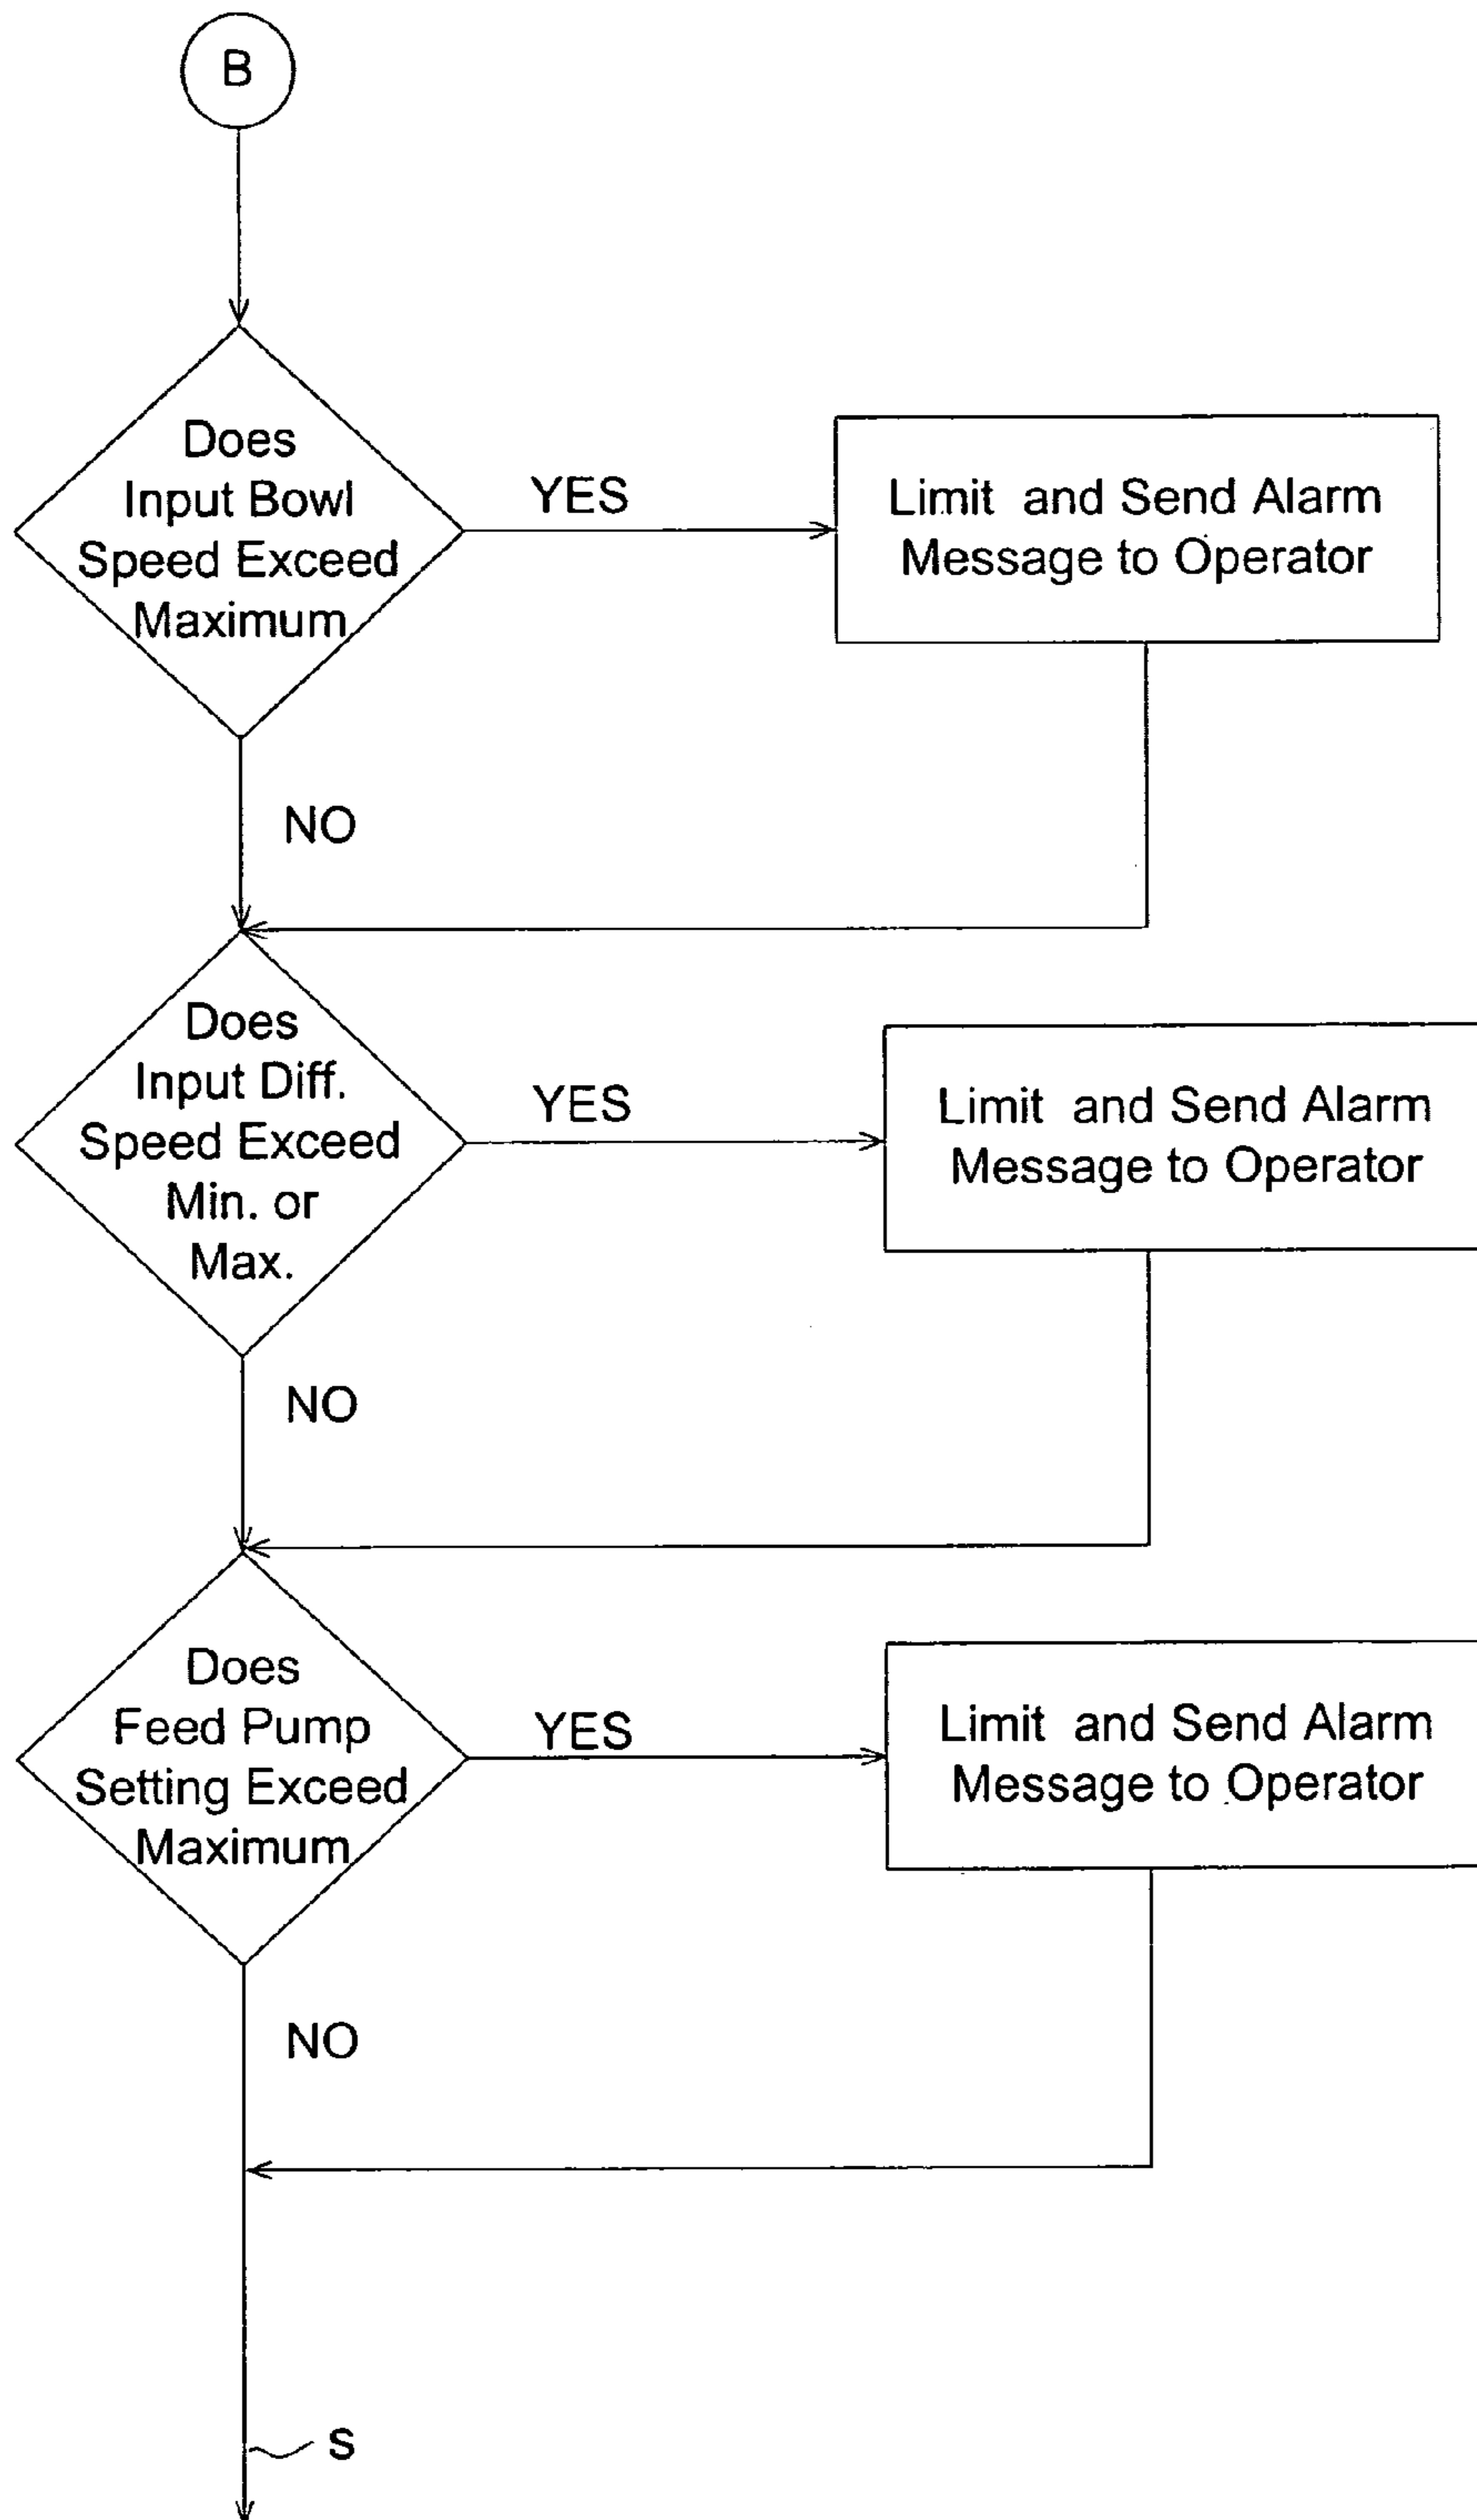 B
Does
Input Bowl
Speed Exceed
Maximum
YES
Limit and Send Alarm
Message to Operator
NO
Does
Input Diff.
Speed Exceed
Min. or
Max.
YES
Limit and Send Alarm
Message to Operator
NO
Does
Feed Pump
Setting Exceed
Maximum
YES
Limit and Send Alarm
Message to Operator
NO
S